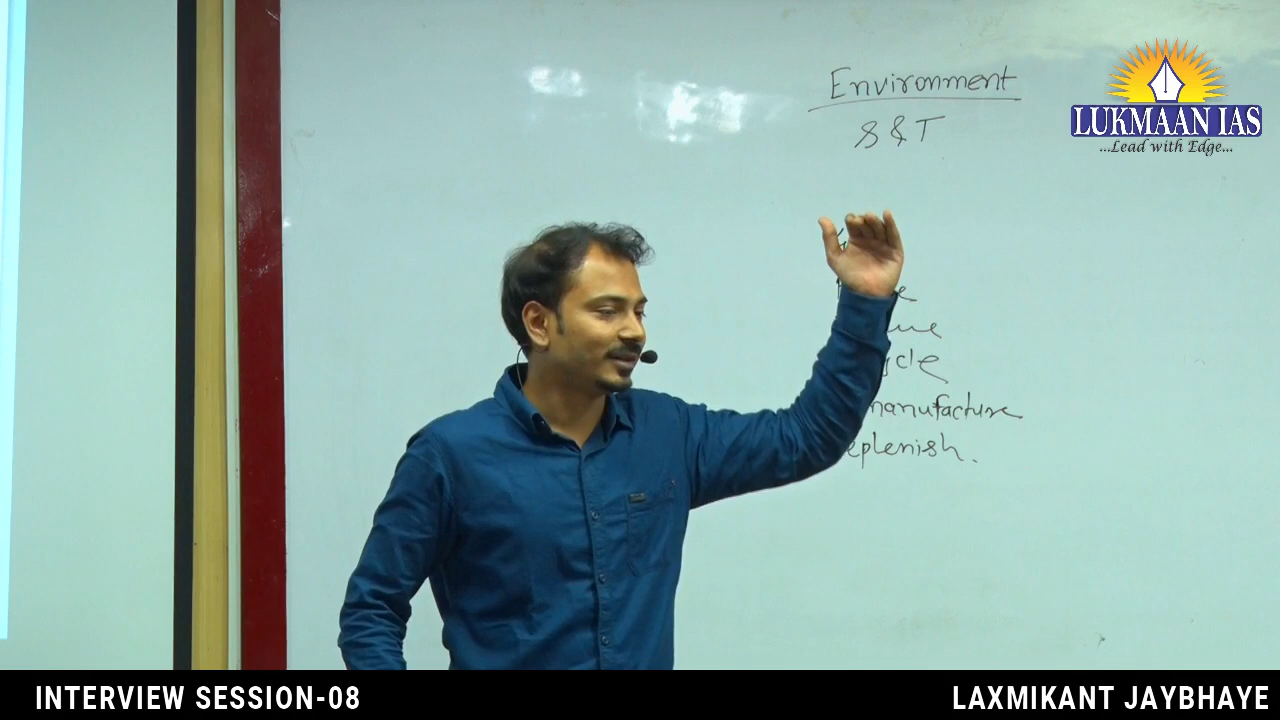 Environment
S & T
LUKMAAN IAS
...Lead with Edge...
manufacture
eplenish.
INTERVIEW SESSION-08
LAXMIKANT JAYBHAYE